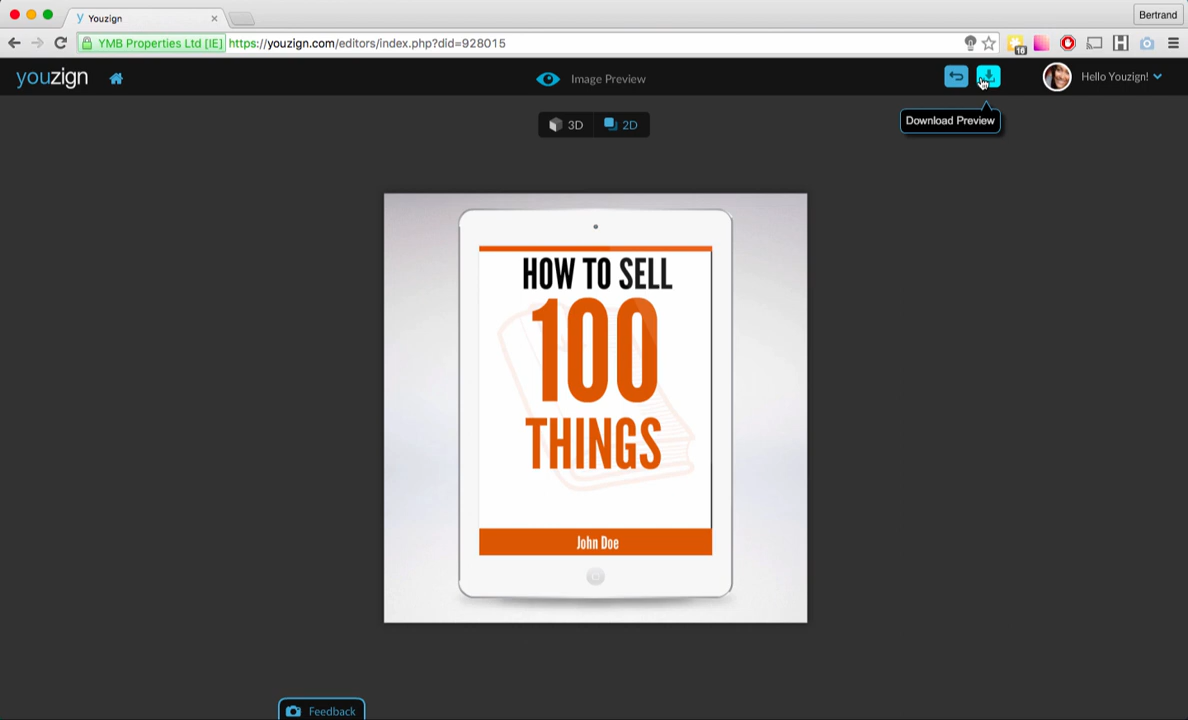 Youzign
Bertrand
YMB Properties Ltd [IE] https://youzign.com/editors/index.php?did=928015
16
youzign
Image Preview
Hello Youzign!
3D
2D
Download Preview
HOW TO SELL
100
THINGS
John Doe
Feedback